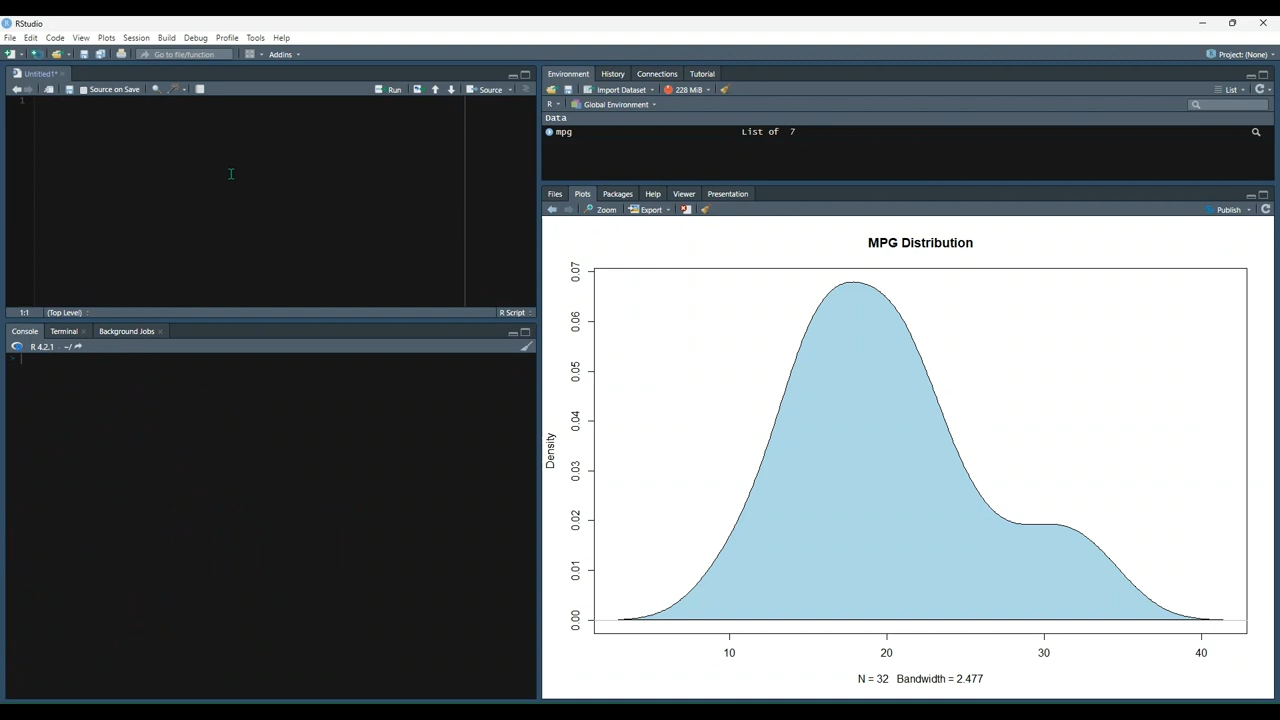 RStudio
File Edit Code View Plots Session Build Debug Profile Tools Help
Go to file/function Addins Project: (None)
Untitled1*
Source on Save Run Source
1
1:1 (Top Level) R Script
Console Terminal Background Jobs
R 4.2.1 · ~/
>
Environment History Connections Tutorial
Import Dataset 228 MiB List
R Global Environment
Data
mpg List of 7
Files Plots Packages Help Viewer Presentation
Zoom Export Publish
MPG Distribution
0.07
0.06
0.05
0.04
0.03
0.02
0.01
0.00
Density
10 20 30 40
N = 32 Bandwidth = 2.477